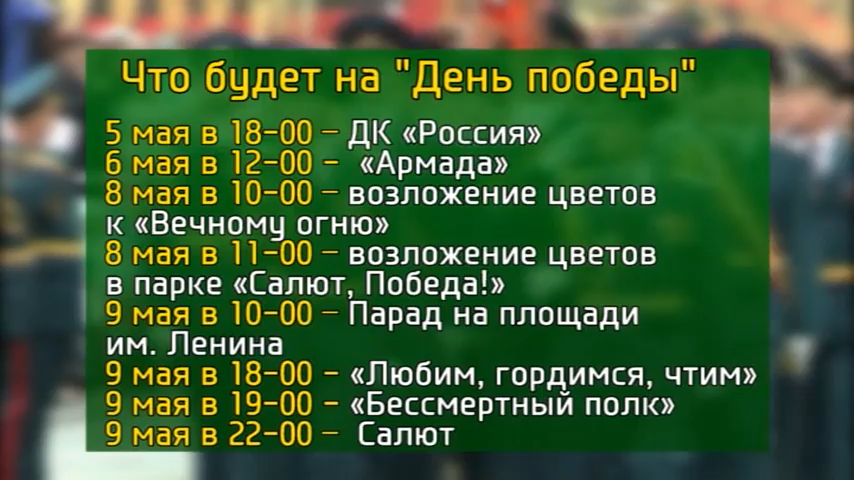 Что будет на "День победы"
5 мая в 18-00 – ДК «Россия»
6 мая в 12-00 – «Армада»
8 мая в 10-00 – возложение цветов
к «Вечному огню»
8 мая в 11-00 – возложение цветов
в парке «Салют, Победа!»
9 мая в 10-00 – Парад на площади
им. Ленина
9 мая в 18-00 - «Любим, гордимся, чтим»
9 мая в 19-00 - «Бессмертный полк»
9 мая в 22-00 – Салют